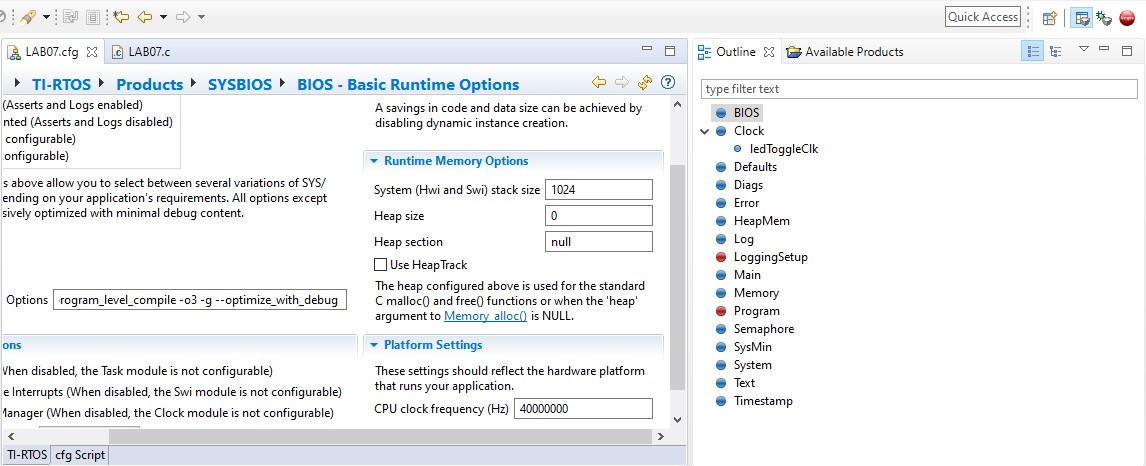 Quick Access
LAB07.cfg
LAB07.c
TI-RTOS
Products
SYSBIOS
BIOS - Basic Runtime Options
(Asserts and Logs enabled)
nted (Asserts and Logs disabled)
configurable)
onfigurable)
s above allow you to select between several variations of SYS/
ending on your application's requirements. All options except
sively optimized with minimal debug content.
Options
rogram_level_compile -o3 -g --optimize_with_debug
ons
When disabled, the Task module is not configurable)
e Interrupts (When disabled, the Swi module is not configurable)
Manager (When disabled, the Clock module is not configurable)
A savings in code and data size can be achieved by
disabling dynamic instance creation.
Runtime Memory Options
System (Hwi and Swi) stack size 1024
Heap size 0
Heap section null
Use HeapTrack
The heap configured above is used for the standard
C malloc() and free() functions or when the 'heap'
argument to Memory_alloc() is NULL.
Platform Settings
These settings should reflect the hardware platform
that runs your application.
CPU clock frequency (Hz) 40000000
TI-RTOS
cfg Script
Outline
Available Products
type filter text
BIOS
Clock
ledToggleClk
Defaults
Diags
Error
HeapMem
Log
LoggingSetup
Main
Memory
Program
Semaphore
SysMin
System
Text
Timestamp